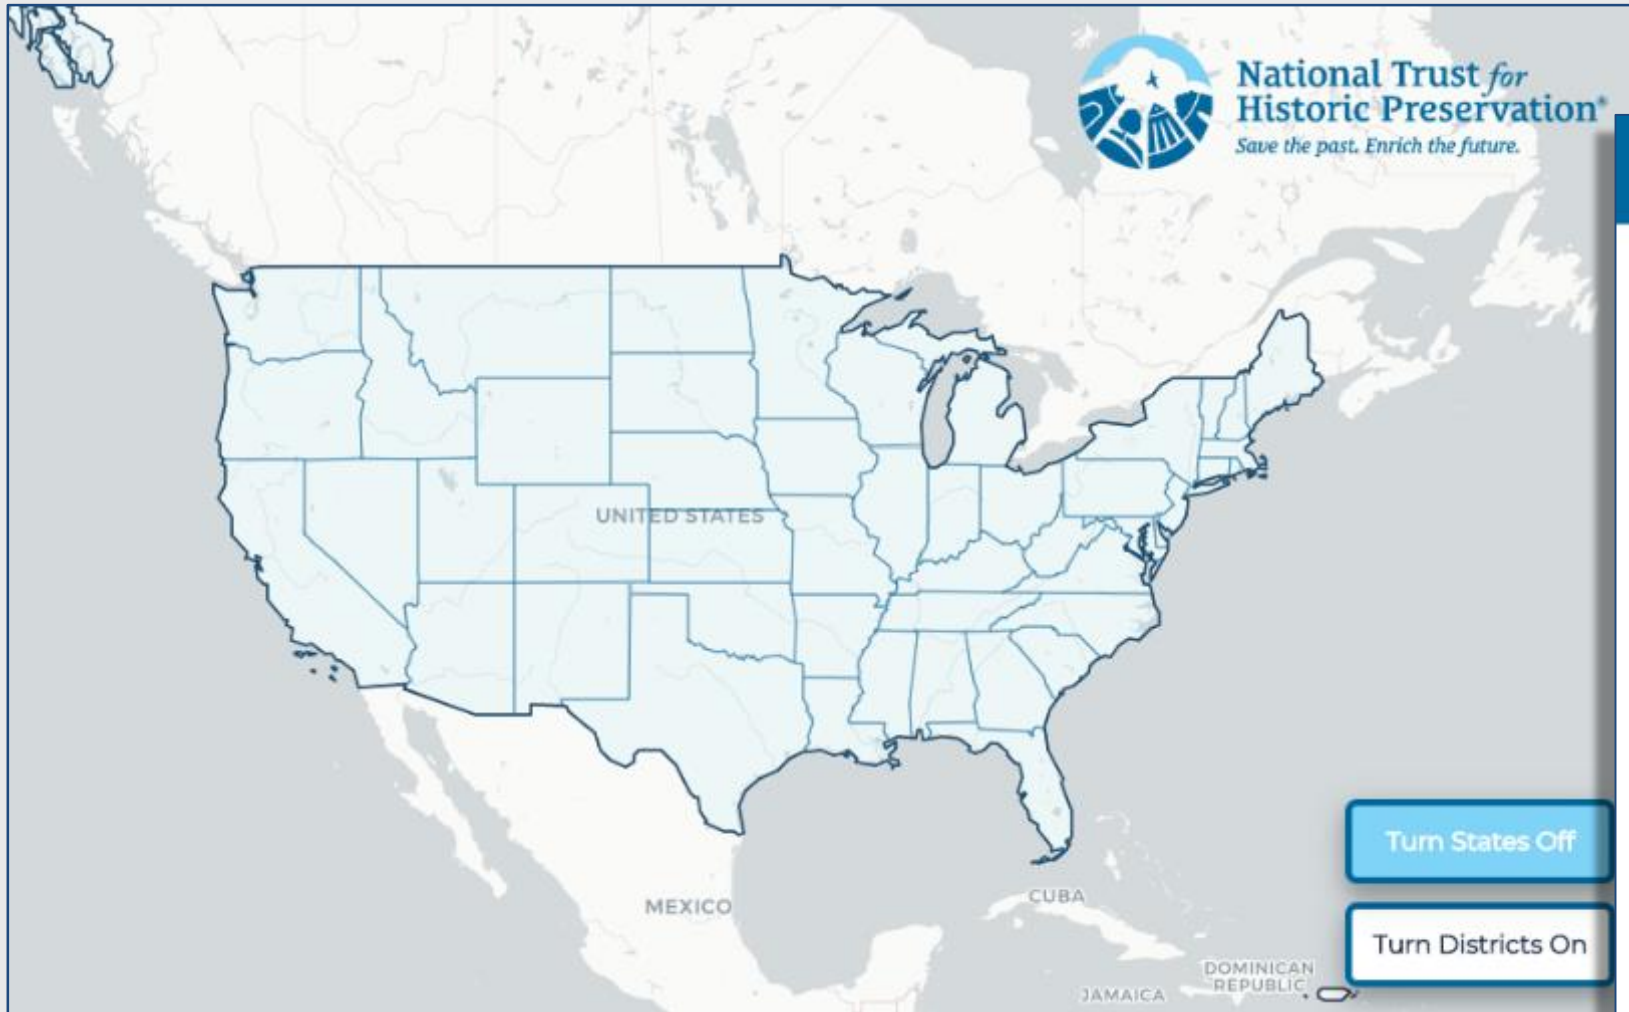 National Trust for
Historic Preservation®
Save the past. Enrich the future.
UNITED STATES
Turn States Off
MEXICO
CUBA
Turn Districts On
DOMINICAN
REPUBLIC
JAMAICA